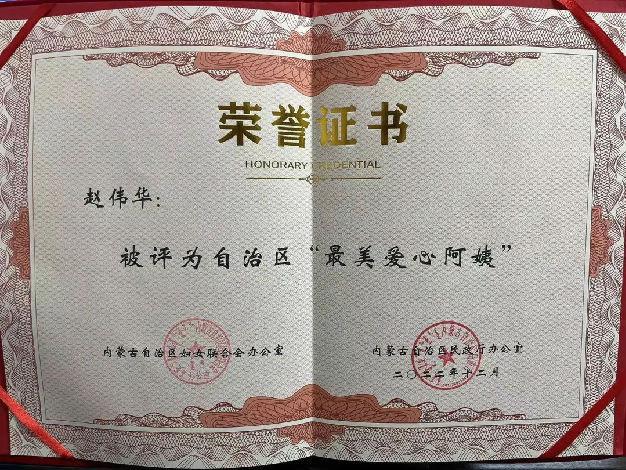 荣誉证书
HONORARY CREDENTIAL
赵伟华：
被评为自治区“最美爱心阿姨”
内蒙古自治区妇女联合会办公室
内蒙古自治区民政厅办公室
二〇二二年十二月